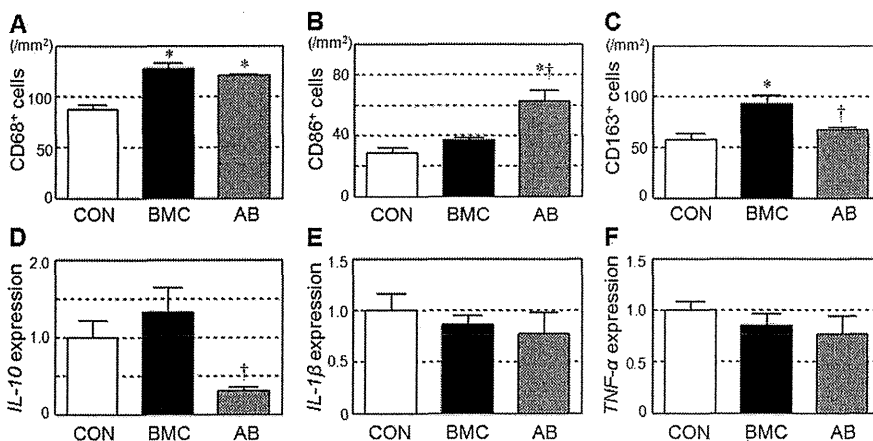 A
(/mm²)
CD68⁺ cells
100
50
0
* *
CON BMC AB
B
(/mm²)
CD86⁺ cells
80
60
40
20
0
*†
CON BMC AB
C
(/mm²)
CD163⁺ cells
100
50
0
* †
CON BMC AB
D
IL-10 expression
2.0
1.0
0
†
CON BMC AB
E
IL-1β expression
1.5
1.0
0.5
0
CON BMC AB
F
TNF-α expression
1.5
1.0
0.5
0
CON BMC AB